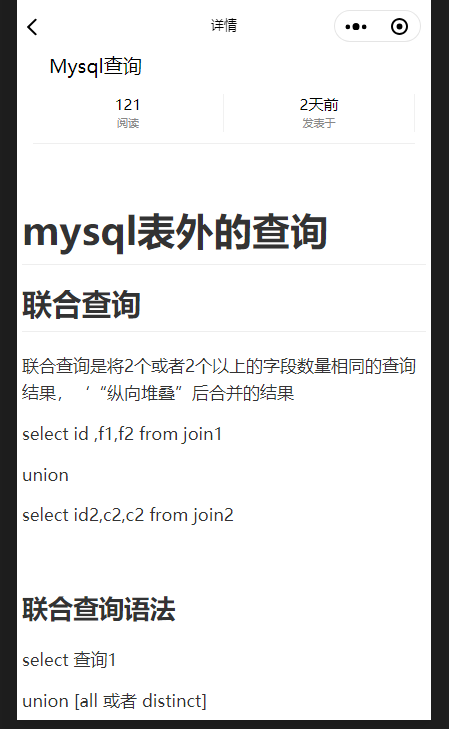 详情
Mysql查询
121 2天前
阅读 发表于
mysql表外的查询
联合查询
联合查询是将2个或者2个以上的字段数量相同的查询
结果，‘“纵向堆叠”后合并的结果
select id ,f1,f2 from join1
union
select id2,c2,c2 from join2
联合查询语法
select 查询1
union [all 或者 distinct]